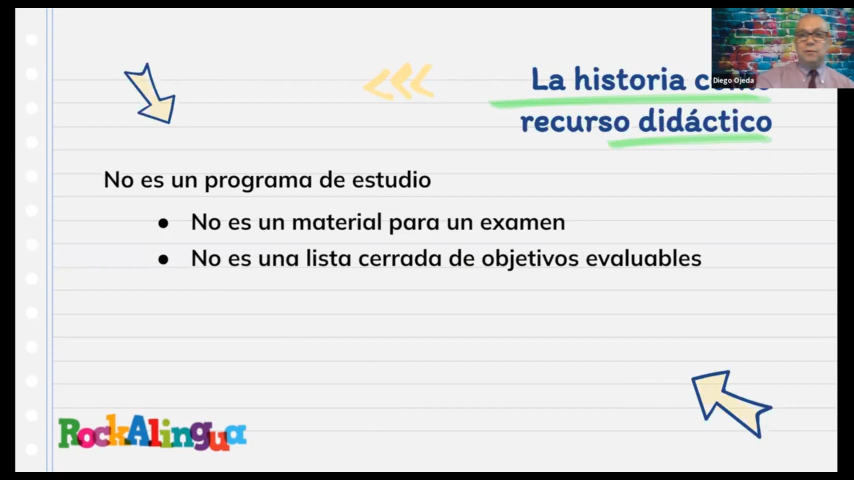 La historia
recurso didáctico
Diego Ojeda
No es un programa de estudio
● No es un material para un examen
● No es una lista cerrada de objetivos evaluables
RockAlingua